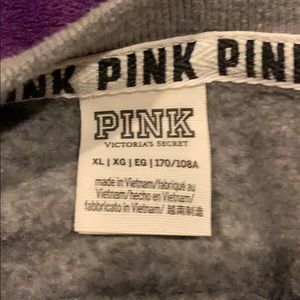 INK PINK PINK
PINK
VICTORIA'S SECRET
XL | XG | EG | 170/108A
made in Vietnam/fabriqué au
Vietnam/hecho en Vietnam/
fabbricato in Vietnam/ 越南制造